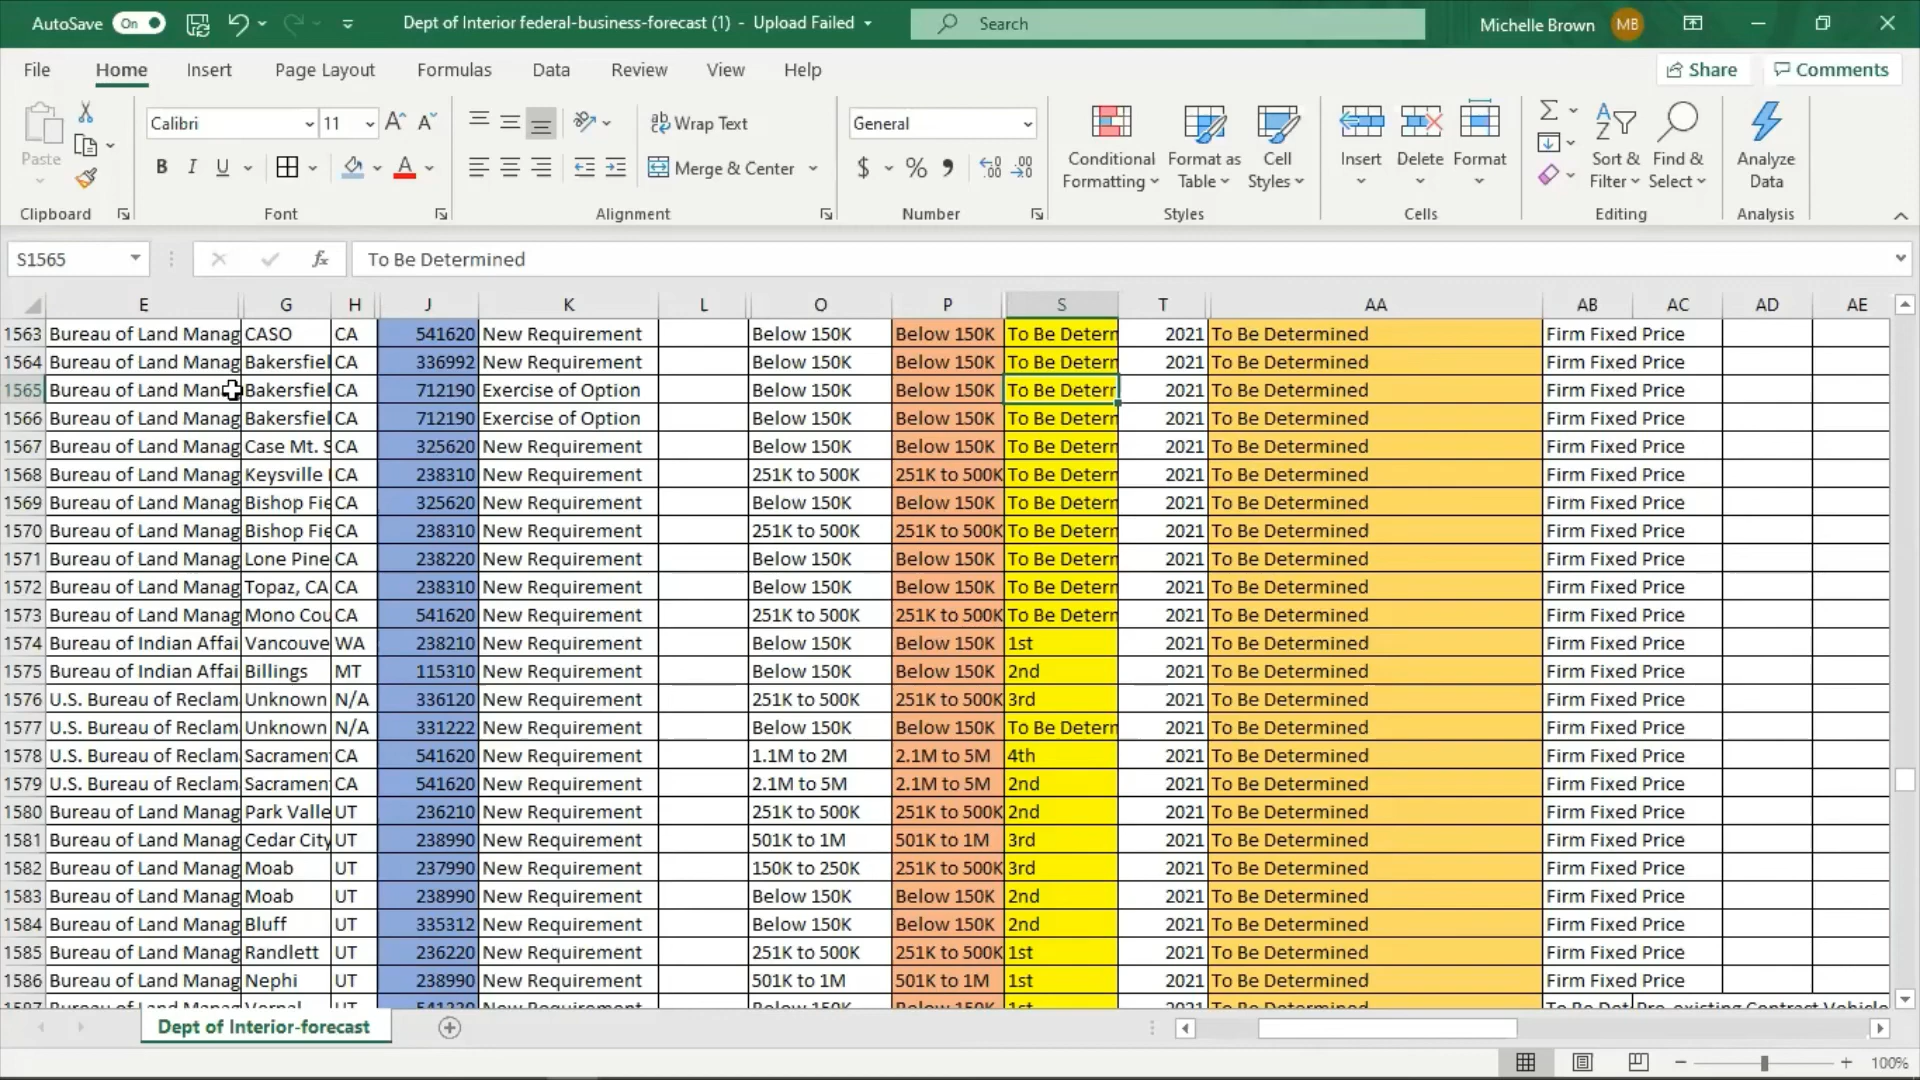 AutoSave On Dept of Interior federal-business-forecast (1) - Upload Failed Search Michelle Brown MB
File Home Insert Page Layout Formulas Data Review View Help Share Comments
Calibri 11 Wrap Text General
Paste B I U Merge & Center $ % Conditional Formatting Format as Table Cell Styles Insert Delete Format Sort & Filter Find & Select Analyze Data
Clipboard Font Alignment Number Styles Cells Editing Analysis
S1565 fx To Be Determined
E G H J K L O P S T AA AB AC AD AE
1563 Bureau of Land Manag CASO CA 541620 New Requirement Below 150K Below 150K To Be Detern 2021 To Be Determined Firm Fixed Price
1564 Bureau of Land Manag Bakersfiel CA 336992 New Requirement Below 150K Below 150K To Be Detern 2021 To Be Determined Firm Fixed Price
1565 Bureau of Land Manag Bakersfiel CA 712190 Exercise of Option Below 150K Below 150K To Be Detern 2021 To Be Determined Firm Fixed Price
1566 Bureau of Land Manag Bakersfiel CA 712190 Exercise of Option Below 150K Below 150K To Be Detern 2021 To Be Determined Firm Fixed Price
1567 Bureau of Land Manag Case Mt. S CA 325620 New Requirement Below 150K Below 150K To Be Detern 2021 To Be Determined Firm Fixed Price
1568 Bureau of Land Manag Keysville CA 238310 New Requirement 251K to 500K 251K to 500K To Be Detern 2021 To Be Determined Firm Fixed Price
1569 Bureau of Land Manag Bishop Fie CA 325620 New Requirement Below 150K Below 150K To Be Detern 2021 To Be Determined Firm Fixed Price
1570 Bureau of Land Manag Bishop Fie CA 238310 New Requirement 251K to 500K 251K to 500K To Be Detern 2021 To Be Determined Firm Fixed Price
1571 Bureau of Land Manag Lone Pine CA 238220 New Requirement Below 150K Below 150K To Be Detern 2021 To Be Determined Firm Fixed Price
1572 Bureau of Land Manag Topaz, CA CA 238310 New Requirement Below 150K Below 150K To Be Detern 2021 To Be Determined Firm Fixed Price
1573 Bureau of Land Manag Mono Cou CA 541620 New Requirement 251K to 500K 251K to 500K To Be Detern 2021 To Be Determined Firm Fixed Price
1574 Bureau of Indian Affai Vancouve WA 238210 New Requirement Below 150K Below 150K 1st 2021 To Be Determined Firm Fixed Price
1575 Bureau of Indian Affai Billings MT 115310 New Requirement Below 150K Below 150K 2nd 2021 To Be Determined Firm Fixed Price
1576 U.S. Bureau of Reclam Unknown N/A 336120 New Requirement 251K to 500K 251K to 500K 3rd 2021 To Be Determined Firm Fixed Price
1577 U.S. Bureau of Reclam Unknown N/A 331222 New Requirement Below 150K Below 150K To Be Detern 2021 To Be Determined Firm Fixed Price
1578 U.S. Bureau of Reclam Sacramen CA 541620 New Requirement 1.1M to 2M 2.1M to 5M 4th 2021 To Be Determined Firm Fixed Price
1579 U.S. Bureau of Reclam Sacramen CA 541620 New Requirement 2.1M to 5M 2.1M to 5M 2nd 2021 To Be Determined Firm Fixed Price
1580 Bureau of Land Manag Park Valle UT 236210 New Requirement 251K to 500K 251K to 500K 2nd 2021 To Be Determined Firm Fixed Price
1581 Bureau of Land Manag Cedar City UT 238990 New Requirement 501K to 1M 501K to 1M 3rd 2021 To Be Determined Firm Fixed Price
1582 Bureau of Land Manag Moab UT 237990 New Requirement 150K to 250K 251K to 500K 3rd 2021 To Be Determined Firm Fixed Price
1583 Bureau of Land Manag Moab UT 238990 New Requirement Below 150K Below 150K 2nd 2021 To Be Determined Firm Fixed Price
1584 Bureau of Land Manag Bluff UT 335312 New Requirement Below 150K Below 150K 2nd 2021 To Be Determined Firm Fixed Price
1585 Bureau of Land Manag Randlett UT 236220 New Requirement 251K to 500K 251K to 500K 1st 2021 To Be Determined Firm Fixed Price
1586 Bureau of Land Manag Nephi UT 238990 New Requirement 501K to 1M 501K to 1M 1st 2021 To Be Determined Firm Fixed Price
Bureau of Land Manag Vernal UT New Requirement Below 150K Below 150K 1st 2021 To Be Determined To Be Det Pre-existing Contract Vehicle
Dept of Interior-forecast
100%